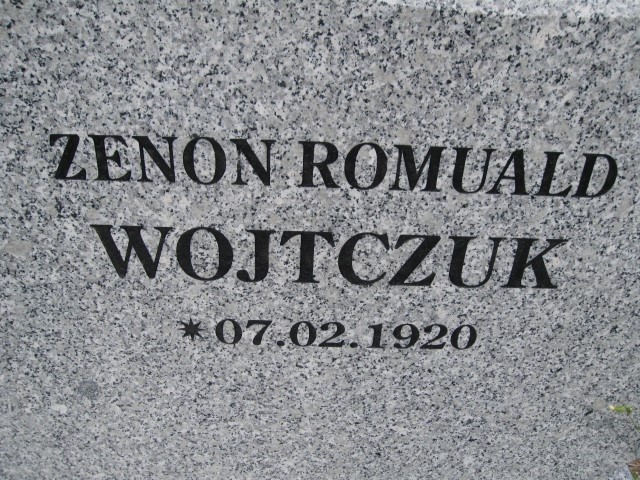 ZENON ROMUALD
WOJTCZUK
*07.02.1920